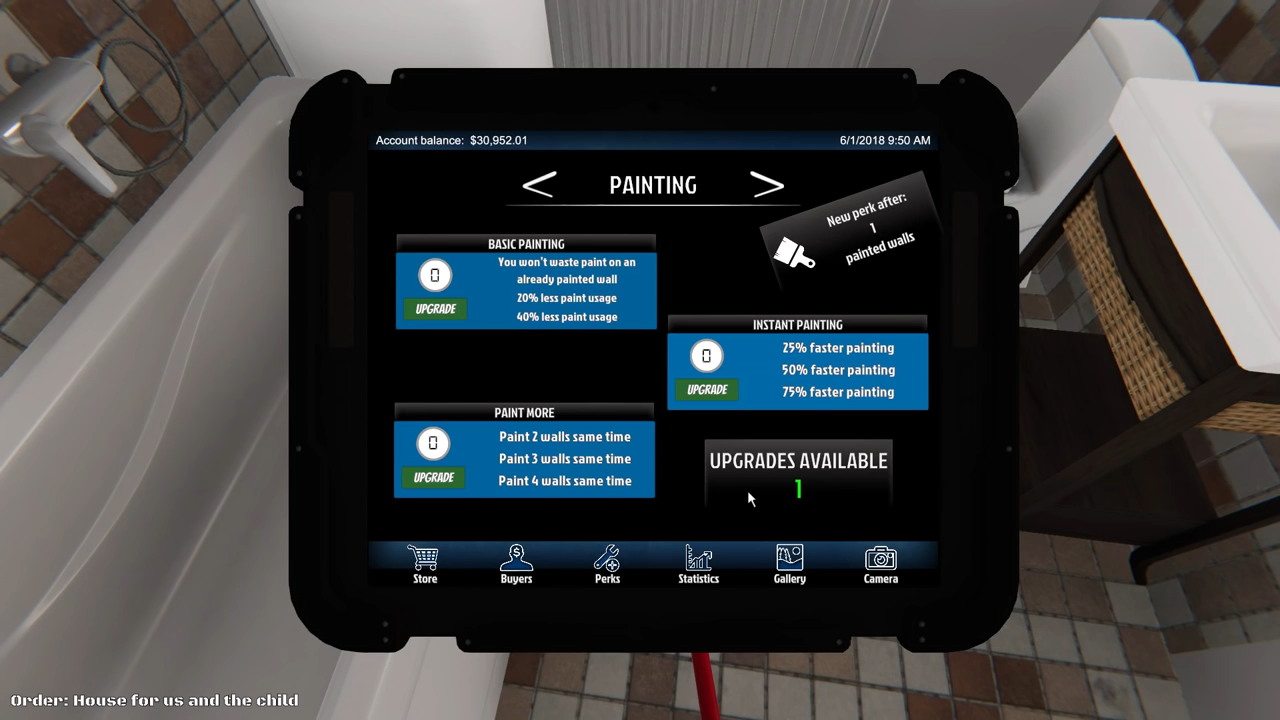 Account balance: $30,952.01
6/1/2018 9:50 AM
PAINTING
New perk after:
1
painted walls
BASIC PAINTING
0
UPGRADE
You won't waste paint on an
already painted wall
20% less paint usage
40% less paint usage
INSTANT PAINTING
0
UPGRADE
25% faster painting
50% faster painting
75% faster painting
PAINT MORE
0
UPGRADE
Paint 2 walls same time
Paint 3 walls same time
Paint 4 walls same time
UPGRADES AVAILABLE
1
Store
Buyers
Perks
Statistics
Gallery
Camera
Order: House for us and the child